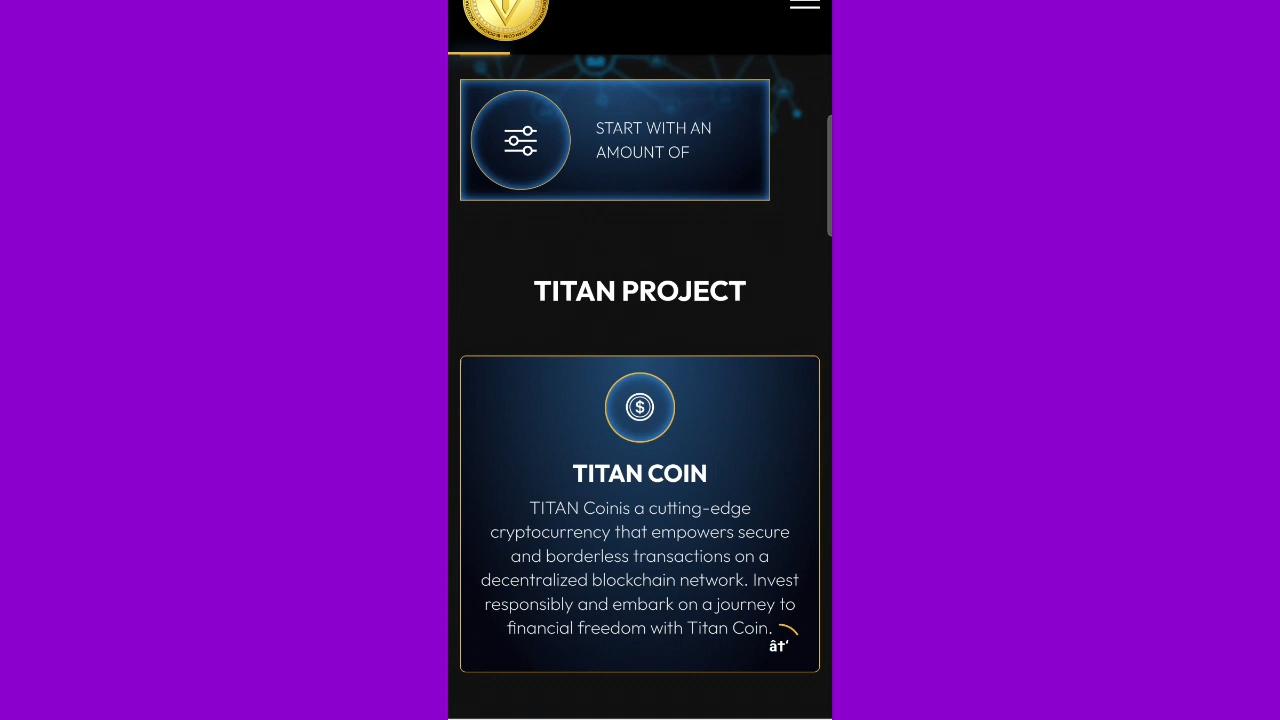 START WITH AN
AMOUNT OF
TITAN PROJECT
TITAN COIN
TITAN Coinis a cutting-edge
cryptocurrency that empowers secure
and borderless transactions on a
decentralized blockchain network. Invest
responsibly and embark on a journey to
financial freedom with Titan Coin.
â†‘